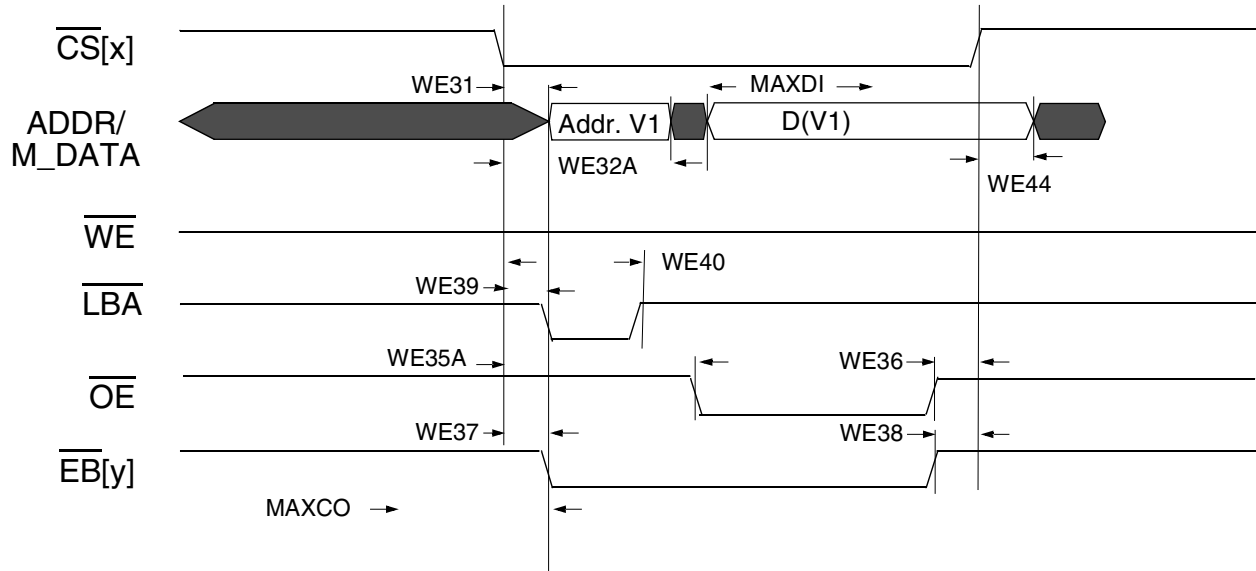 CS[x]
WE31
MAXDI
ADDR/
M_DATA
Addr. V1
D(V1)
WE32A
WE44
WE
WE40
WE39
LBA
WE35A
WE36
OE
WE37
WE38
EB[y]
MAXCO